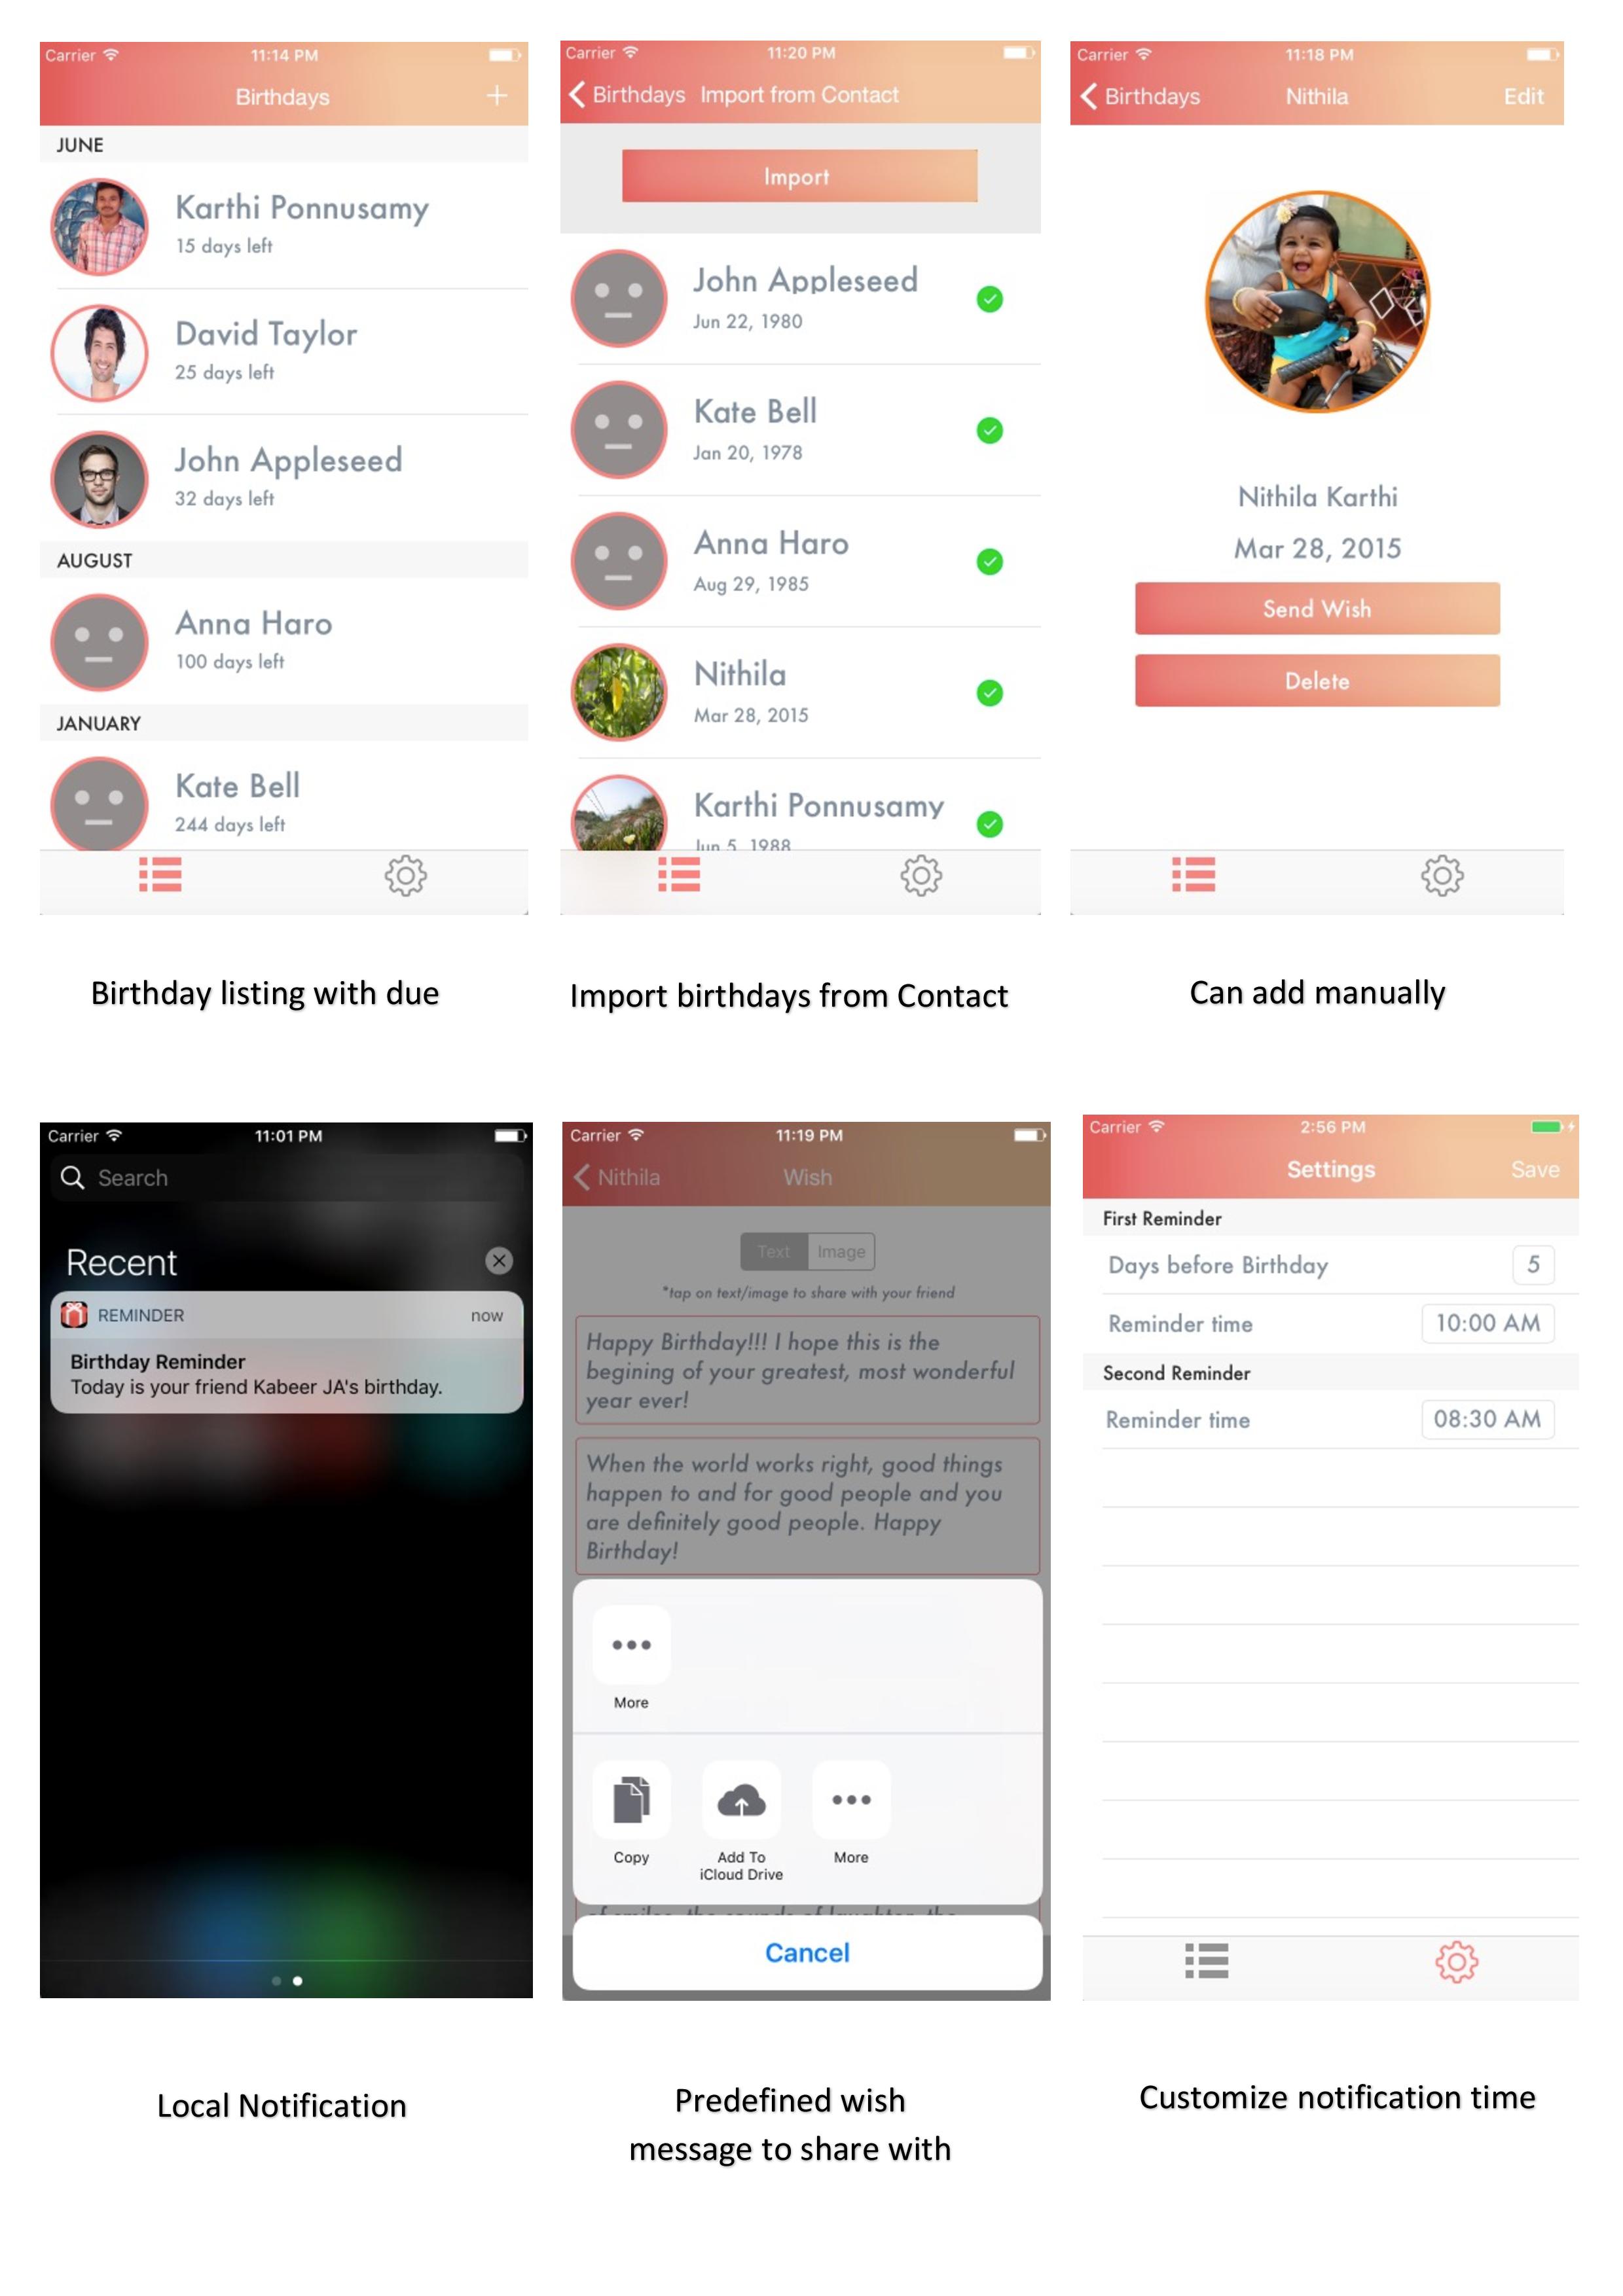 Carrier 11:14 PM
Birthdays +
JUNE
Karthi Ponnusamy
15 days left
David Taylor
25 days left
John Appleseed
32 days left
AUGUST
Anna Haro
100 days left
JANUARY
Kate Bell
244 days left
Carrier 11:20 PM
Birthdays Import from Contact
Import
John Appleseed
Jun 22, 1980
Kate Bell
Jan 20, 1978
Anna Haro
Aug 29, 1985
Nithila
Mar 28, 2015
Karthi Ponnusamy
Jun 5, 1988
Carrier 11:18 PM
Birthdays Nithila Edit
Nithila Karthi
Mar 28, 2015
Send Wish
Delete
Birthday listing with due
Import birthdays from Contact
Can add manually
Carrier 11:01 PM
Search
Recent
REMINDER now
Birthday Reminder
Today is your friend Kabeer JA's birthday.
Carrier 11:19 PM
Nithila Wish
Text Image
*tap on text/image to share with your friend
Happy Birthday!!! I hope this is the
begining of your greatest, most wonderful
year ever!
When the world works right, good things
happen to and for good people and you
are definitely good people. Happy
Birthday!
More
Copy Add To More
iCloud Drive
of smiles, the sounds of laughter, the
Cancel
Carrier 2:56 PM
Settings Save
First Reminder
Days before Birthday 5
Reminder time 10:00 AM
Second Reminder
Reminder time 08:30 AM
Local Notification
Predefined wish
message to share with
Customize notification time